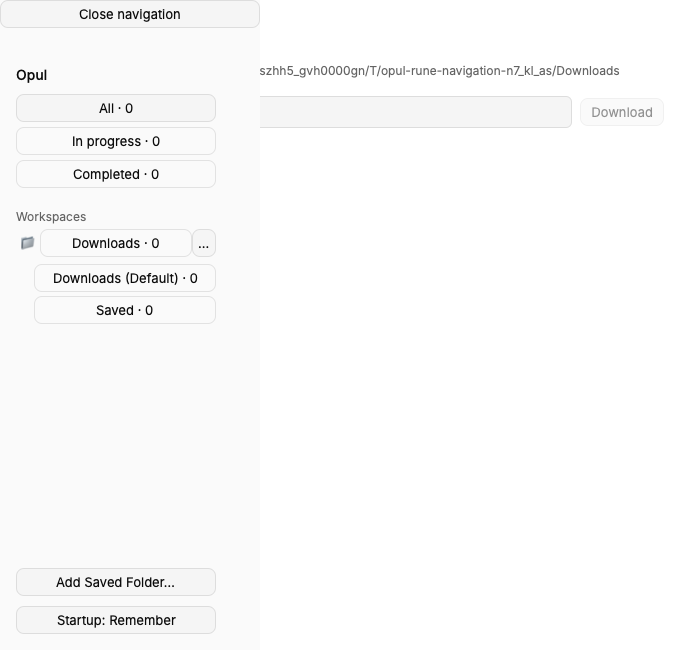 Close navigation
Opul
szhh5_gvh0000gn/T/opul-rune-navigation-n7_kl_as/Downloads
All · 0
Download
In progress · 0
Completed · 0
Workspaces
Downloads · 0
...
Downloads (Default) · 0
Saved · 0
Add Saved Folder...
Startup: Remember